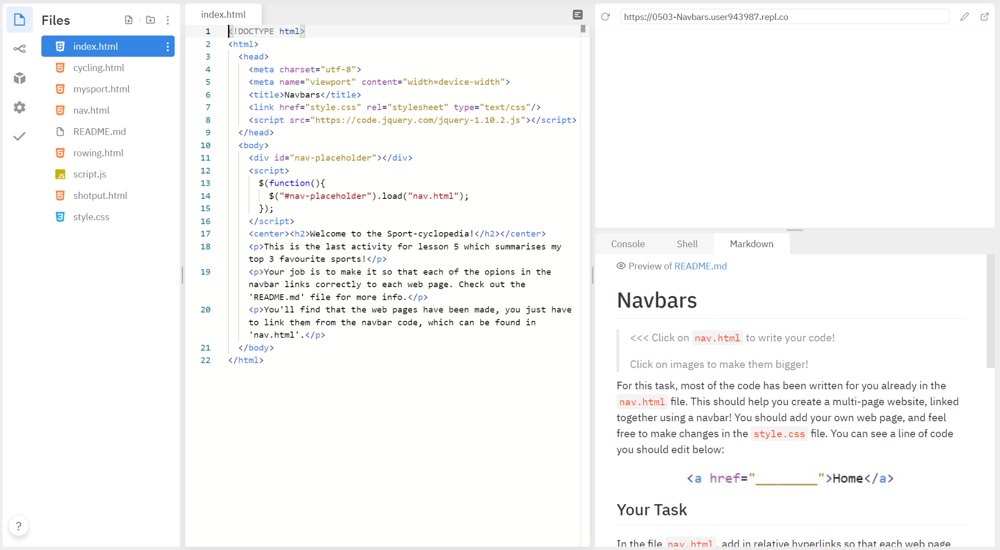 Files
index.html
cycling.html
mysport.html
nav.html
README.md
rowing.html
JS script.js
shotput.html
style.css
?
index.html
1 <!DOCTYPE html>
2 <html>
3 <head>
4 <meta charset="utf-8">
5 <meta name="viewport" content="width=device-width">
6 <title>Navbars</title>
7 <link href="style.css" rel="stylesheet" type="text/css"/>
8 <script src="https://code.jquery.com/jquery-1.10.2.js"></script>
9 </head>
10 <body>
11 <div id="nav-placeholder"></div>
12 <script>
13 $(function(){
14 $("#nav-placeholder").load("nav.html");
15 });
16 </script>
17 <center><h2>Welcome to the Sport-cyclopedia!</h2></center>
18 <p>This is the last activity for lesson 5 which summarises my
top 3 favourite sports!</p>
19 <p>Your job is to make it so that each of the opions in the
navbar links correctly to each web page. Check out the
'README.md' file for more info.</p>
20 <p>You'll find that the web pages have been made, you just have
to link them from the navbar code, which can be found in
'nav.html'.</p>
21 </body>
22 </html>
https://0503-Navbars.user943987.repl.co
Console Shell Markdown
Preview of README.md
Navbars
<<< Click on nav.html to write your code!
Click on images to make them bigger!
For this task, most of the code has been written for you already in the
nav.html file. This should help you create a multi-page website, linked
together using a navbar! You should add your own web page, and feel
free to make changes in the style.css file. You can see a line of code
you should edit below:
<a href="________">Home</a>
Your Task
In the file nav.html, add in relative hyperlinks so that each web page